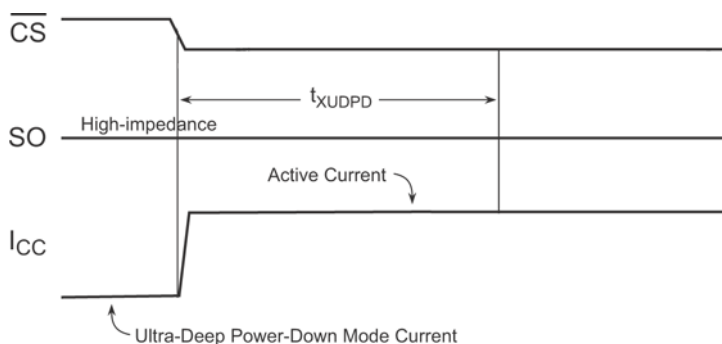 CS
tXUDPD
High-impedance
SO
Active Current
ICC
Ultra-Deep Power-Down Mode Current